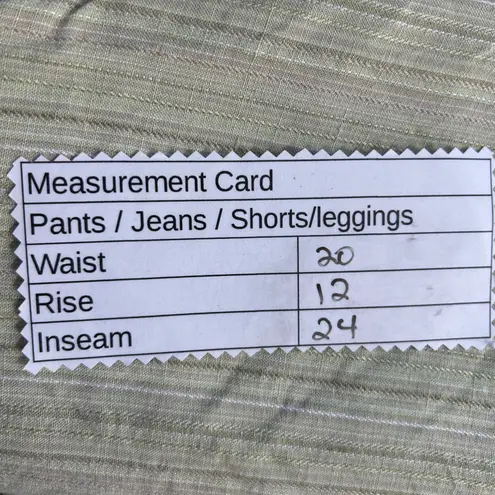 Measurement Card
Pants / Jeans / Shorts/leggings
Waist 20
Rise 12
Inseam 24